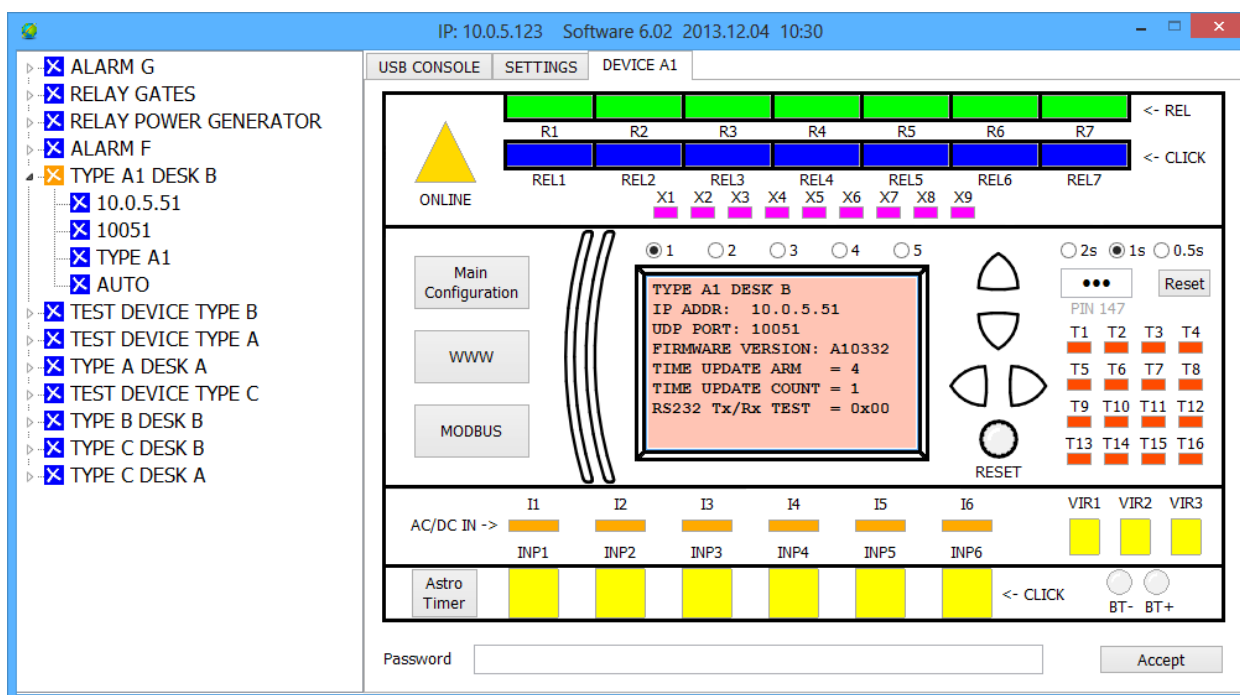 IP: 10.0.5.123 Software 6.02 2013.12.04 10:30
ALARM G
RELAY GATES
RELAY POWER GENERATOR
ALARM F
TYPE A1 DESK B
10.0.5.51
10051
TYPE A1
AUTO
TEST DEVICE TYPE B
TEST DEVICE TYPE A
TYPE A DESK A
TEST DEVICE TYPE C
TYPE B DESK B
TYPE C DESK B
TYPE C DESK A
USB CONSOLE SETTINGS DEVICE A1
<- REL
R1 R2 R3 R4 R5 R6 R7
<- CLICK
REL1 REL2 REL3 REL4 REL5 REL6 REL7
ONLINE
X1 X2 X3 X4 X5 X6 X7 X8 X9
1 2 3 4 5
2s 1s 0.5s
Main
Configuration
WWW
MODBUS
TYPE A1 DESK B
IP ADDR: 10.0.5.51
UDP PORT: 10051
FIRMWARE VERSION: A10332
TIME UPDATE ARM = 4
TIME UPDATE COUNT = 1
RS232 Tx/Rx TEST = 0x00
RESET
••• Reset
PIN 147
T1 T2 T3 T4
T5 T6 T7 T8
T9 T10 T11 T12
T13 T14 T15 T16
I1 I2 I3 I4 I5 I6
AC/DC IN ->
INP1 INP2 INP3 INP4 INP5 INP6
VIR1 VIR2 VIR3
Astro
Timer
<- CLICK
BT- BT+
Password
Accept